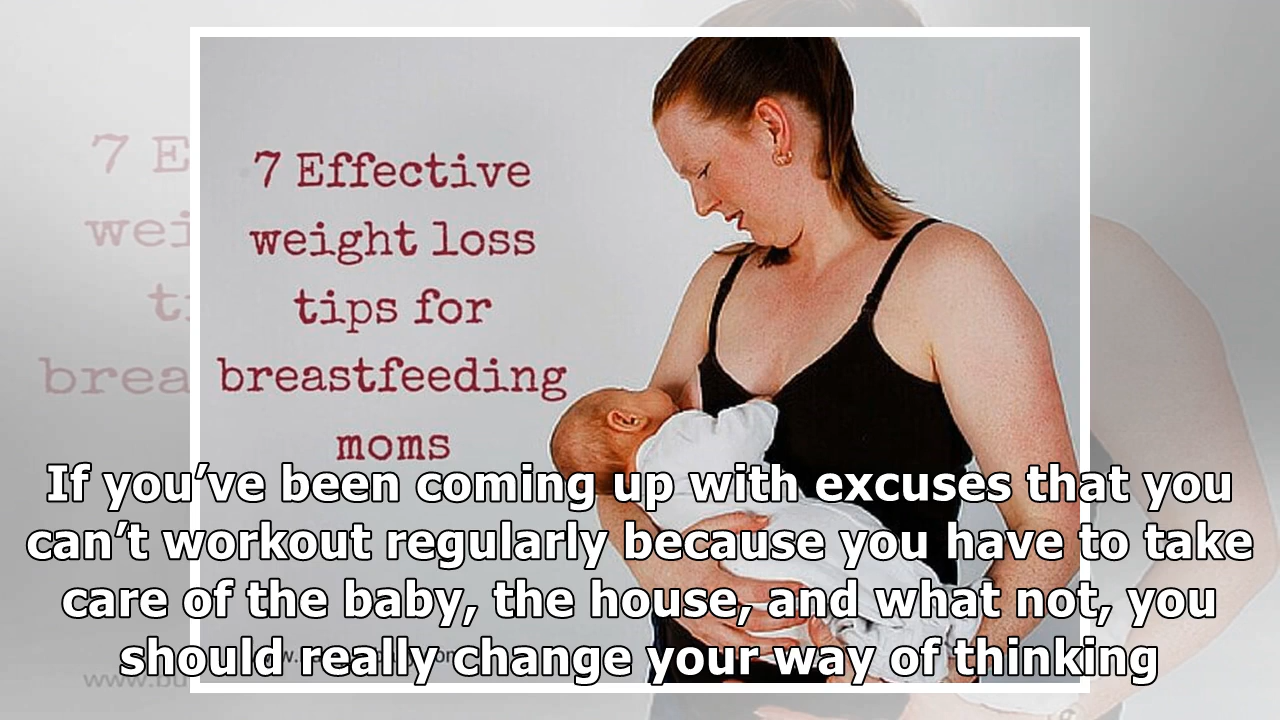 7 Effective
weight loss
tips for
breastfeeding
moms
If you’ve been coming up with excuses that you
can’t workout regularly because you have to take
care of the baby, the house, and what not, you
should really change your way of thinking